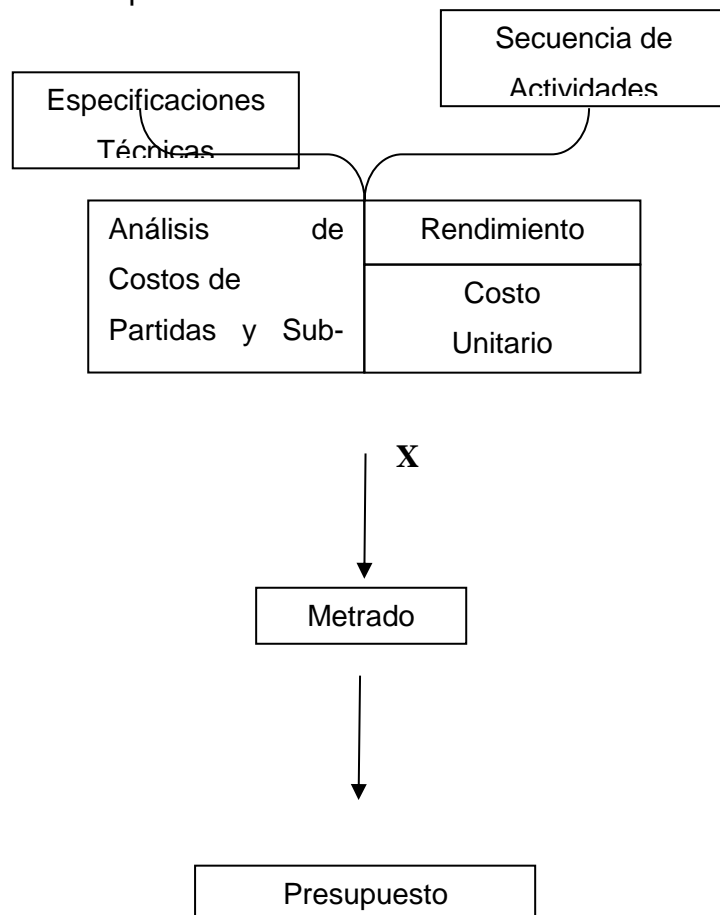 Secuencia de
Actividades
Especificaciones
Técnicas
Análisis de
Costos de
Partidas y Sub-
Rendimiento
Costo
Unitario
X
Metrado
Presupuesto